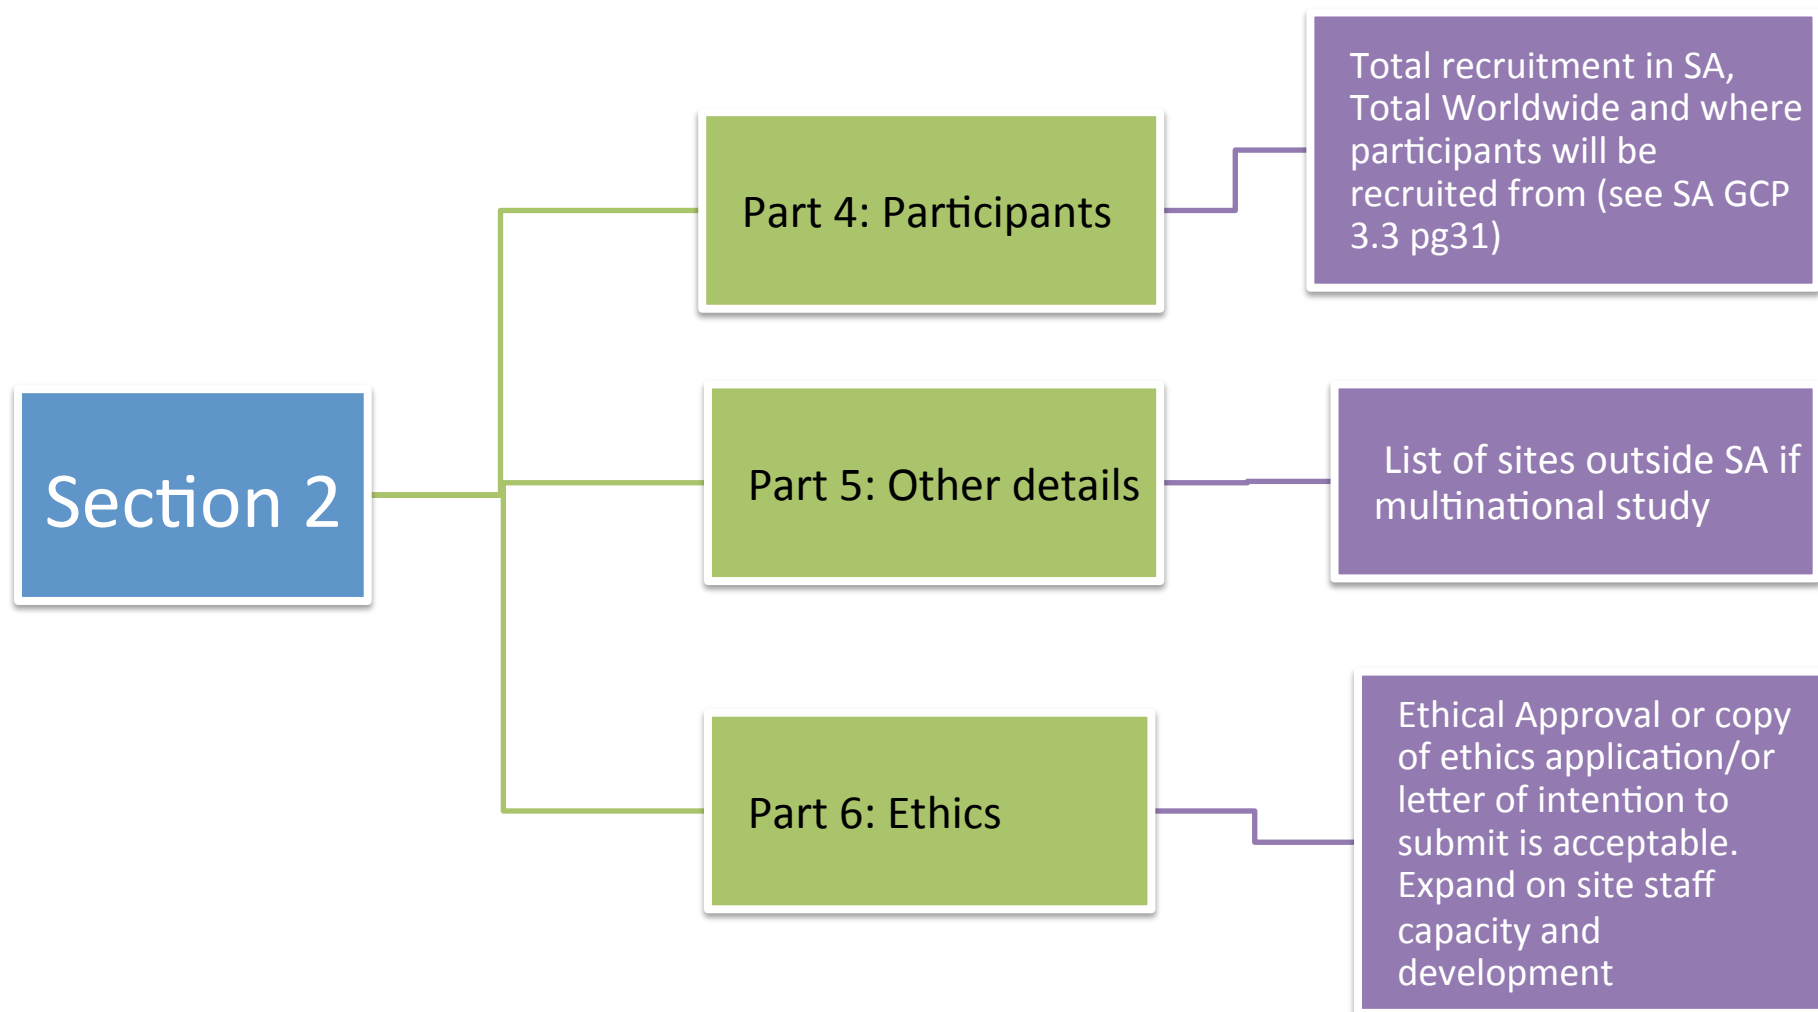 Section 2
Part 4: Participants
Total recruitment in SA,
Total Worldwide and where
participants will be
recruited from (see SA GCP
3.3 pg31)
Part 5: Other details
List of sites outside SA if
multinational study
Part 6: Ethics
Ethical Approval or copy
of ethics application/or
letter of intention to
submit is acceptable.
Expand on site staff
capacity and
development